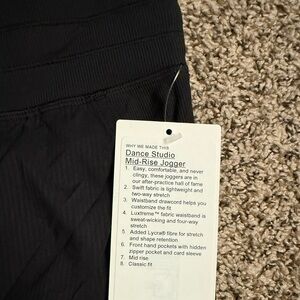 WHY WE MADE THIS
Dance Studio
Mid-Rise Jogger
1. Easy, comfortable, and never
clingy, these joggers are in
our after-practice hall of fame
2. Swift fabric is lightweight and
two-way stretch
3. Waistband drawcord helps you
customize the fit
4. Luxtreme™ fabric waistband is
sweat-wicking and four-way
stretch
5. Added Lycra® fibre for stretch
and shape retention
6. Front hand pockets with hidden
zipper pocket and card sleeve
7. Mid rise
8. Classic fit